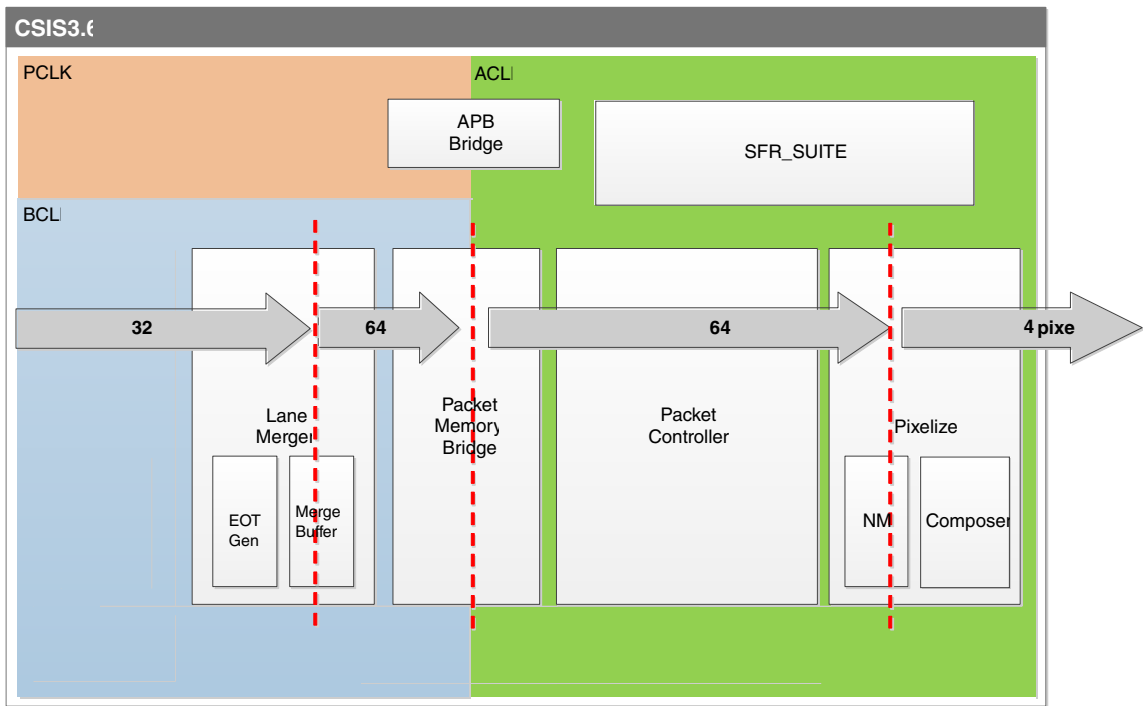 CSIS3.6
PCLK
ACL
APB
Bridge
SFR_SUITE
BCL
32
64
64
4 pixe
Lane
Merger
Packet
Memory
Bridge
Packet
Controller
Pixelize
EOT
Gen
Merge
Buffer
NM
Composer